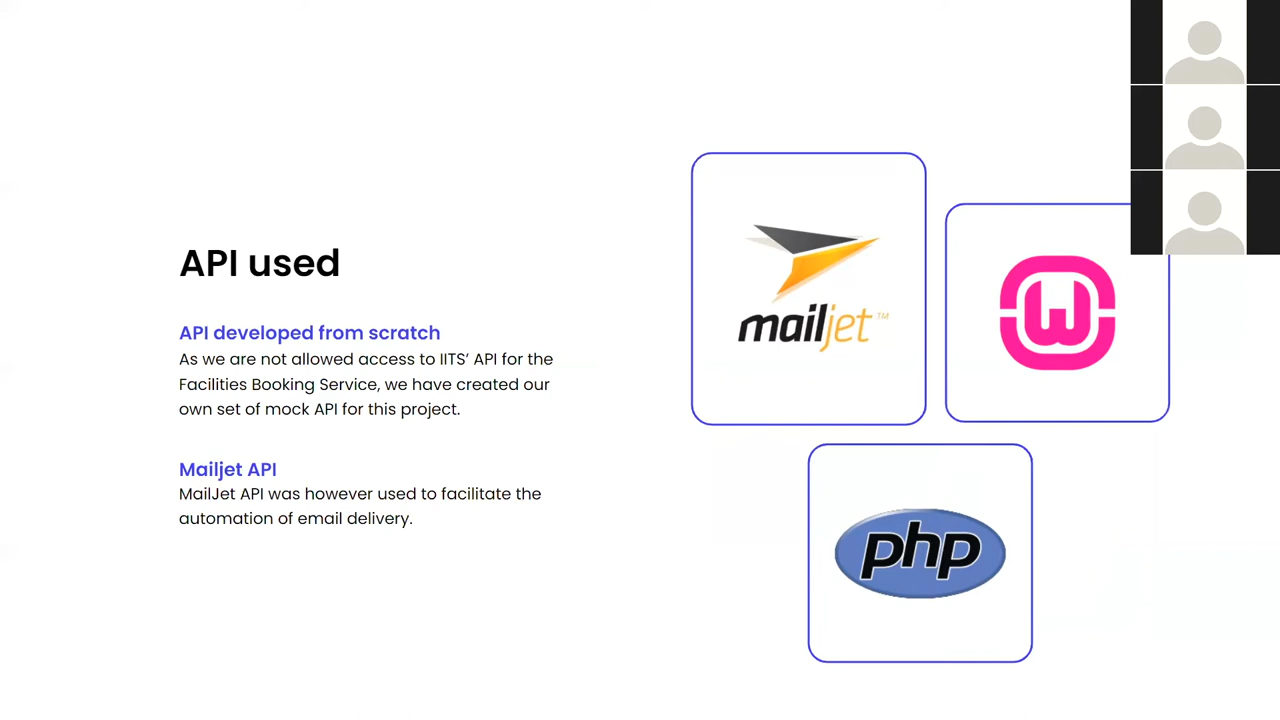 API used
API developed from scratch
As we are not allowed access to IITS’ API for the
Facilities Booking Service, we have created our
own set of mock API for this project.
Mailjet API
MailJet API was however used to facilitate the
automation of email delivery.
mailjet™
W
php